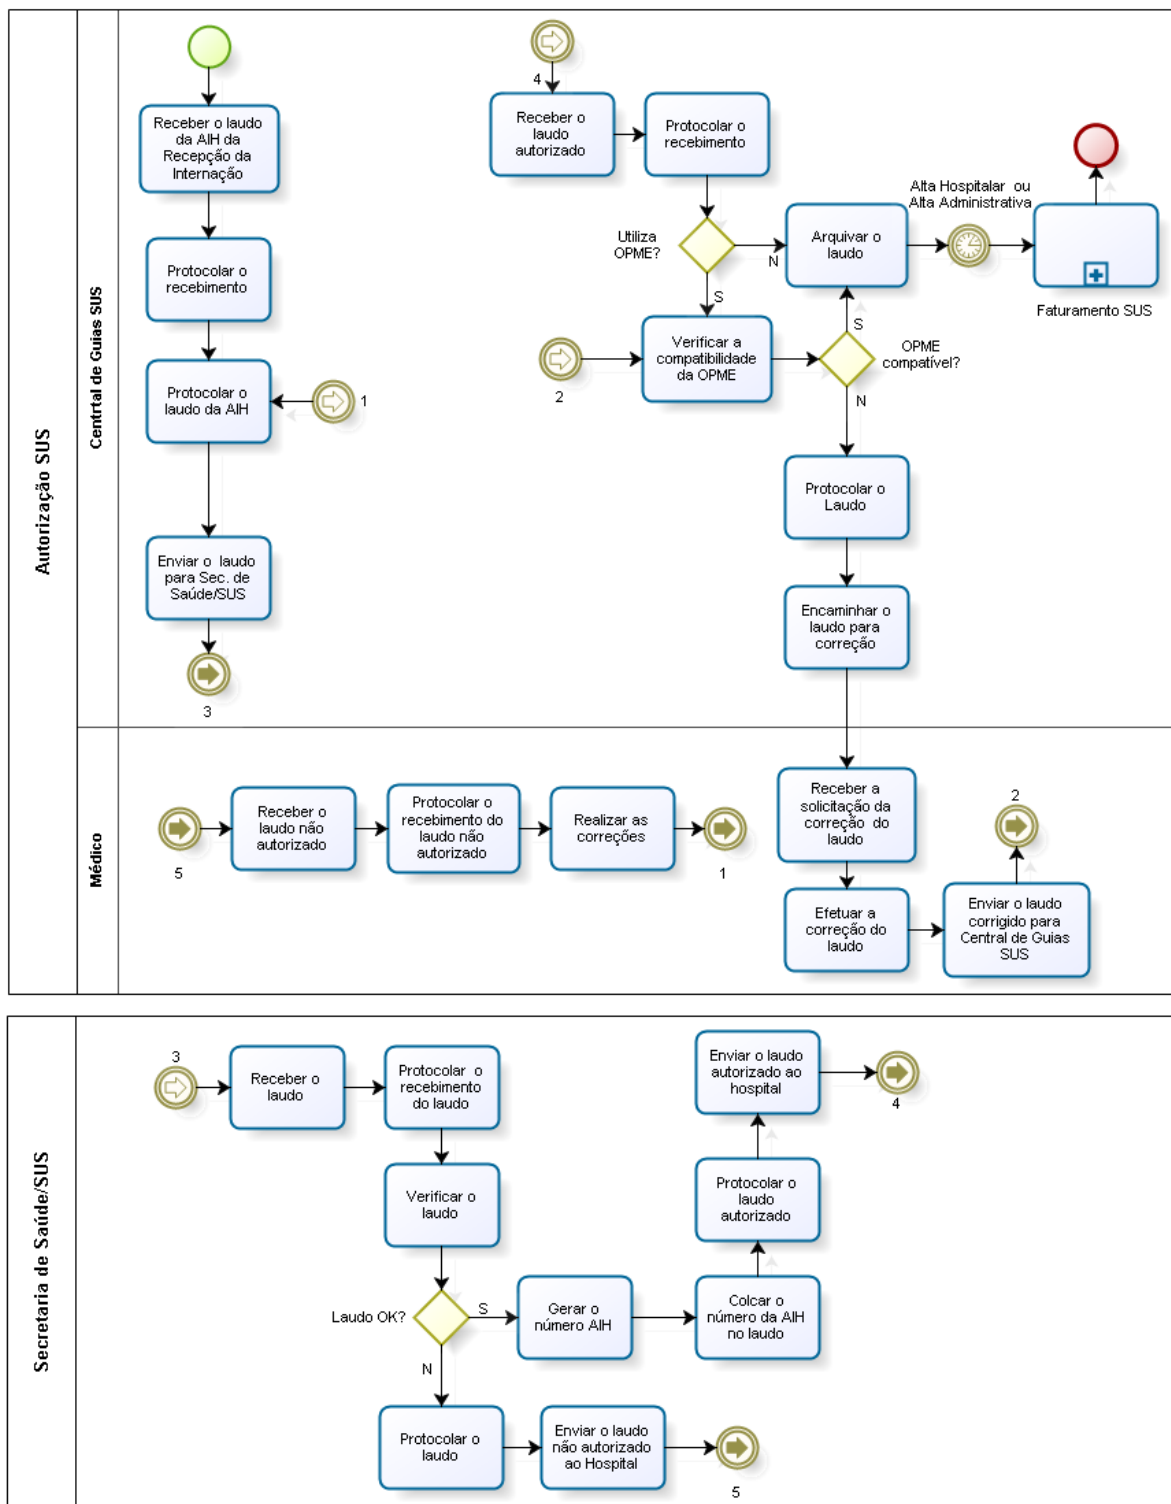 Autorização SUS
Centrtal de Guias SUS
Receber o laudo
da AIH da
Recepção da
Internação
Protocolar o
recebimento
Protocolar o
laudo da AIH
1
Enviar o laudo
para Sec. de
Saúde/SUS
3
4
Receber o
laudo
autorizado
Protocolar o
recebimento
Utiliza
OPME?
N
S
Arquivar o
laudo
Alta Hospitalar ou
Alta Administrativa
Faturamento SUS
2
Verificar a
compatibilidade
da OPME
S
OPME
compatível?
N
Protocolar o
Laudo
Encaminhar o
laudo para
correção
Médico
5
Receber o
laudo não
autorizado
Protocolar o
recebimento do
laudo não
autorizado
Realizar as
correções
1
Receber a
solicitação da
correção do
laudo
Efetuar a
correção do
laudo
Enviar o laudo
corrigido para
Central de Guias
SUS
2
Secretaria de Saúde/SUS
3
Receber o
laudo
Protocolar o
recebimento
do laudo
Verificar o
laudo
Laudo OK?
S
N
Gerar o
número AIH
Colcar o
número da AIH
no laudo
Protocolar o
laudo
autorizado
Enviar o laudo
autorizado ao
hospital
4
Protocolar o
laudo
Enviar o laudo
não autorizado
ao Hospital
5